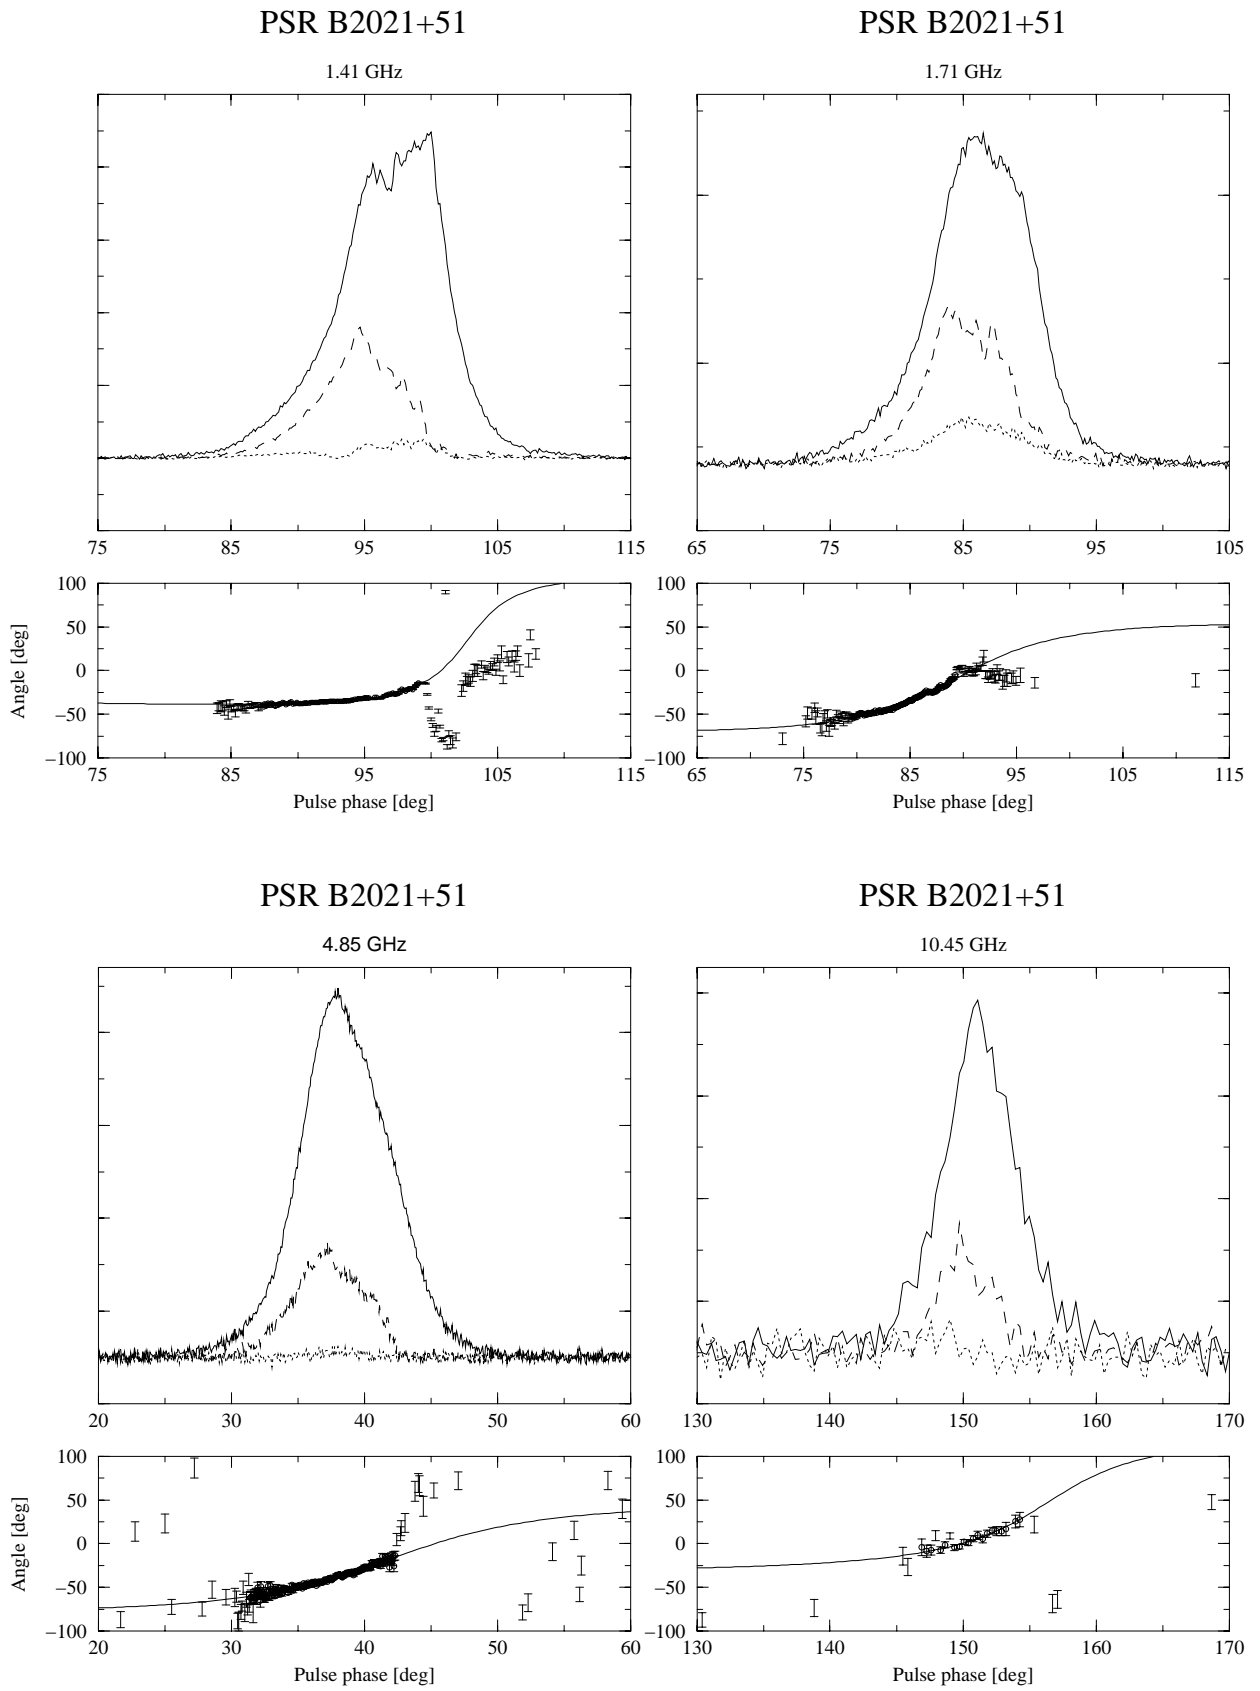 PSR B2021+51 PSR B2021+51
1.41 GHz 1.71 GHz
75 85 95 105 115 65 75 85 95 105
100 100
50 50
0 0
−50 −50
−100 −100
Angle [deg]
75 85 95 105 115 65 75 85 95 105 115
Pulse phase [deg] Pulse phase [deg]
PSR B2021+51 PSR B2021+51
4.85 GHz 10.45 GHz
20 30 40 50 60 130 140 150 160 170
100 100
50 50
0 0
−50 −50
−100 −100
Angle [deg]
20 30 40 50 60 130 140 150 160 170
Pulse phase [deg] Pulse phase [deg]